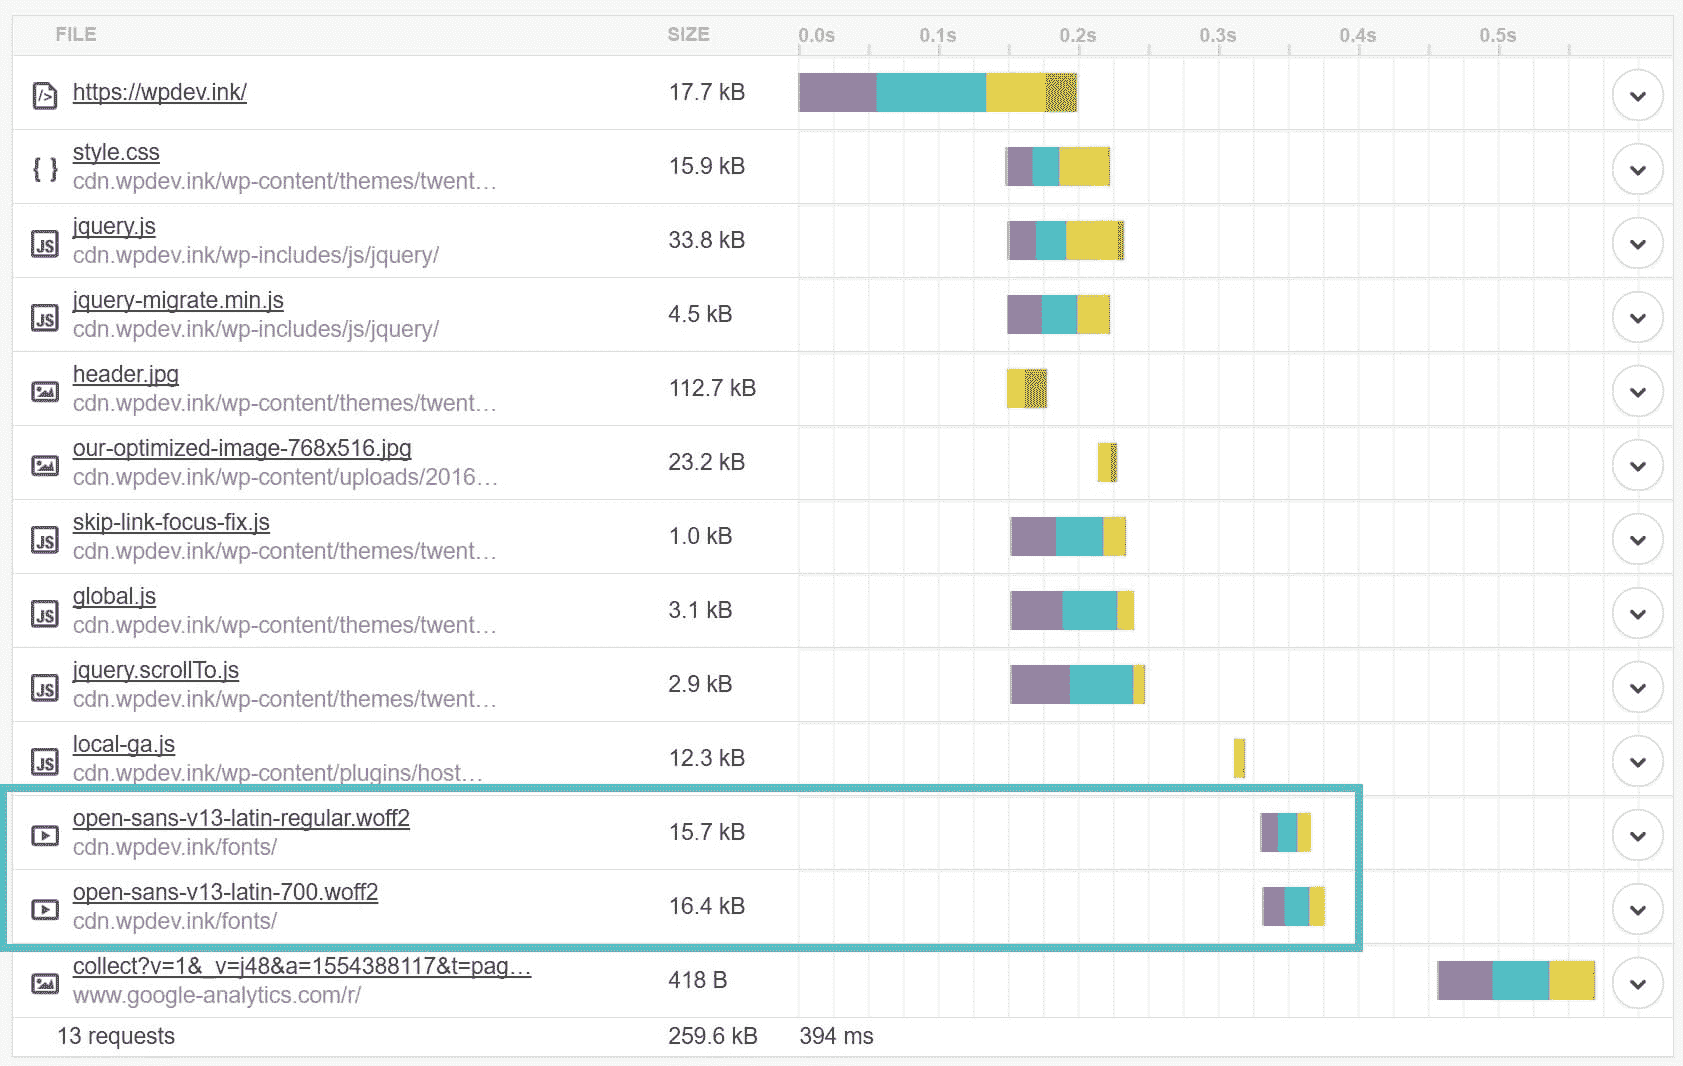 FILE SIZE 0.0s 0.1s 0.2s 0.3s 0.4s 0.5s
https://wpdev.ink/ 17.7 kB
style.css
cdn.wpdev.ink/wp-content/themes/twent… 15.9 kB
jquery.js
cdn.wpdev.ink/wp-includes/js/jquery/ 33.8 kB
jquery-migrate.min.js
cdn.wpdev.ink/wp-includes/js/jquery/ 4.5 kB
header.jpg
cdn.wpdev.ink/wp-content/themes/twent… 112.7 kB
our-optimized-image-768x516.jpg
cdn.wpdev.ink/wp-content/uploads/2016… 23.2 kB
skip-link-focus-fix.js
cdn.wpdev.ink/wp-content/themes/twent… 1.0 kB
global.js
cdn.wpdev.ink/wp-content/themes/twent… 3.1 kB
jquery.scrollTo.js
cdn.wpdev.ink/wp-content/themes/twent… 2.9 kB
local-ga.js
cdn.wpdev.ink/wp-content/plugins/host… 12.3 kB
open-sans-v13-latin-regular.woff2
cdn.wpdev.ink/fonts/ 15.7 kB
open-sans-v13-latin-700.woff2
cdn.wpdev.ink/fonts/ 16.4 kB
collect?v=1&_v=j48&a=1554388117&t=pag…
www.google-analytics.com/r/ 418 B
13 requests 259.6 kB 394 ms